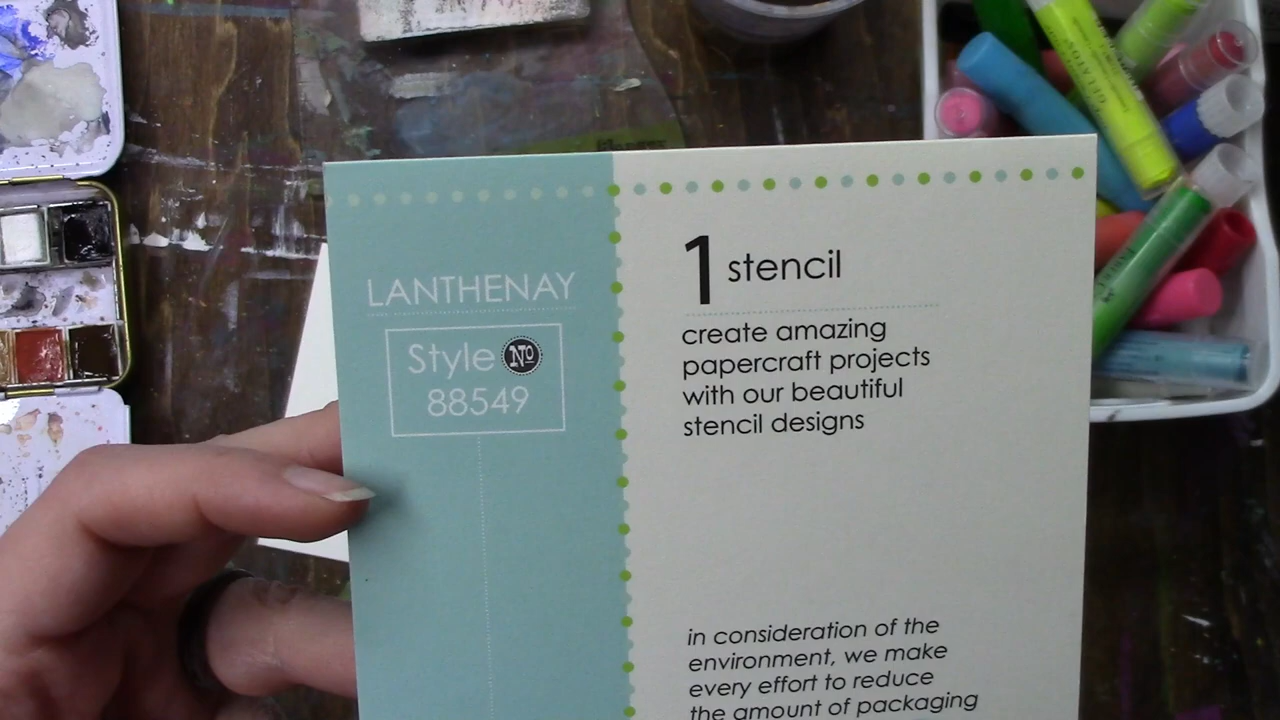 LANTHENAY
Style No
88549
1 stencil
create amazing
papercraft projects
with our beautiful
stencil designs
in consideration of the
environment, we make
every effort to reduce
the amount of packaging